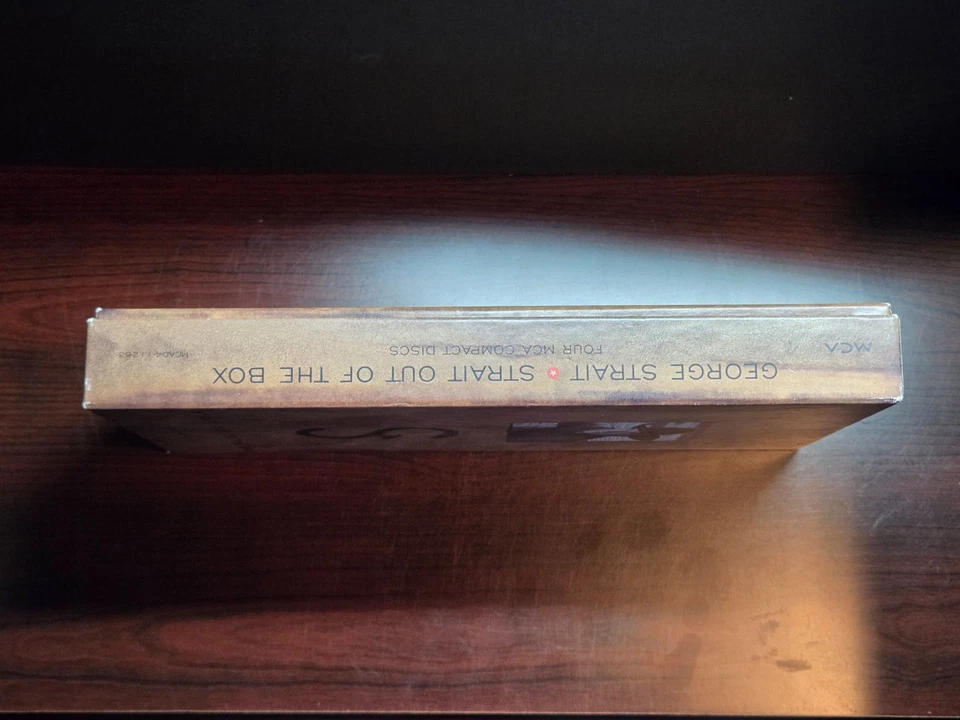 GEORGE STRAIT ★ STRAIT OUT OF THE BOX
MCA FOUR MCA COMPACT DISCS MCAD4-11263